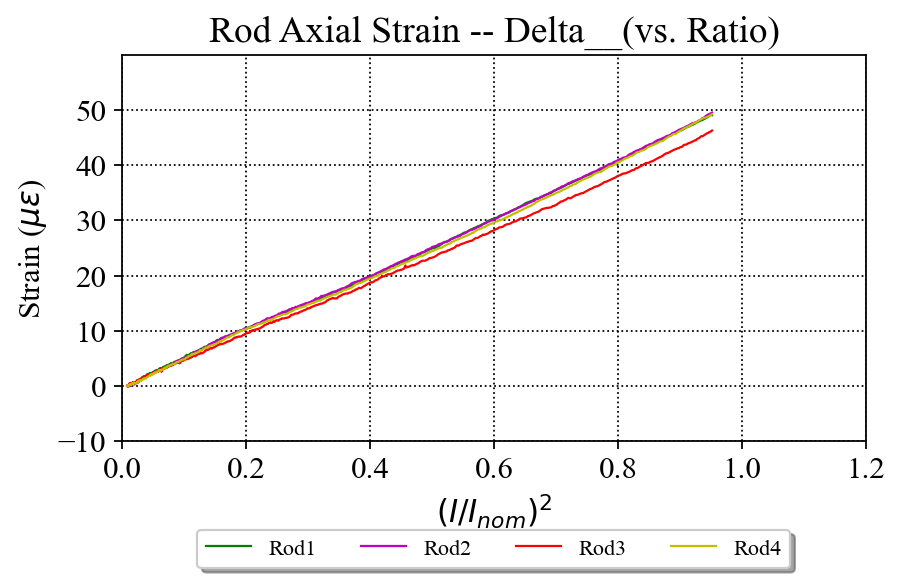 Rod Axial Strain -- Delta__(vs. Ratio)
50
40
30
20
10
0
−10
Strain (με)
0.0 0.2 0.4 0.6 0.8 1.0 1.2
(I/I_nom)²
Rod1 Rod2 Rod3 Rod4